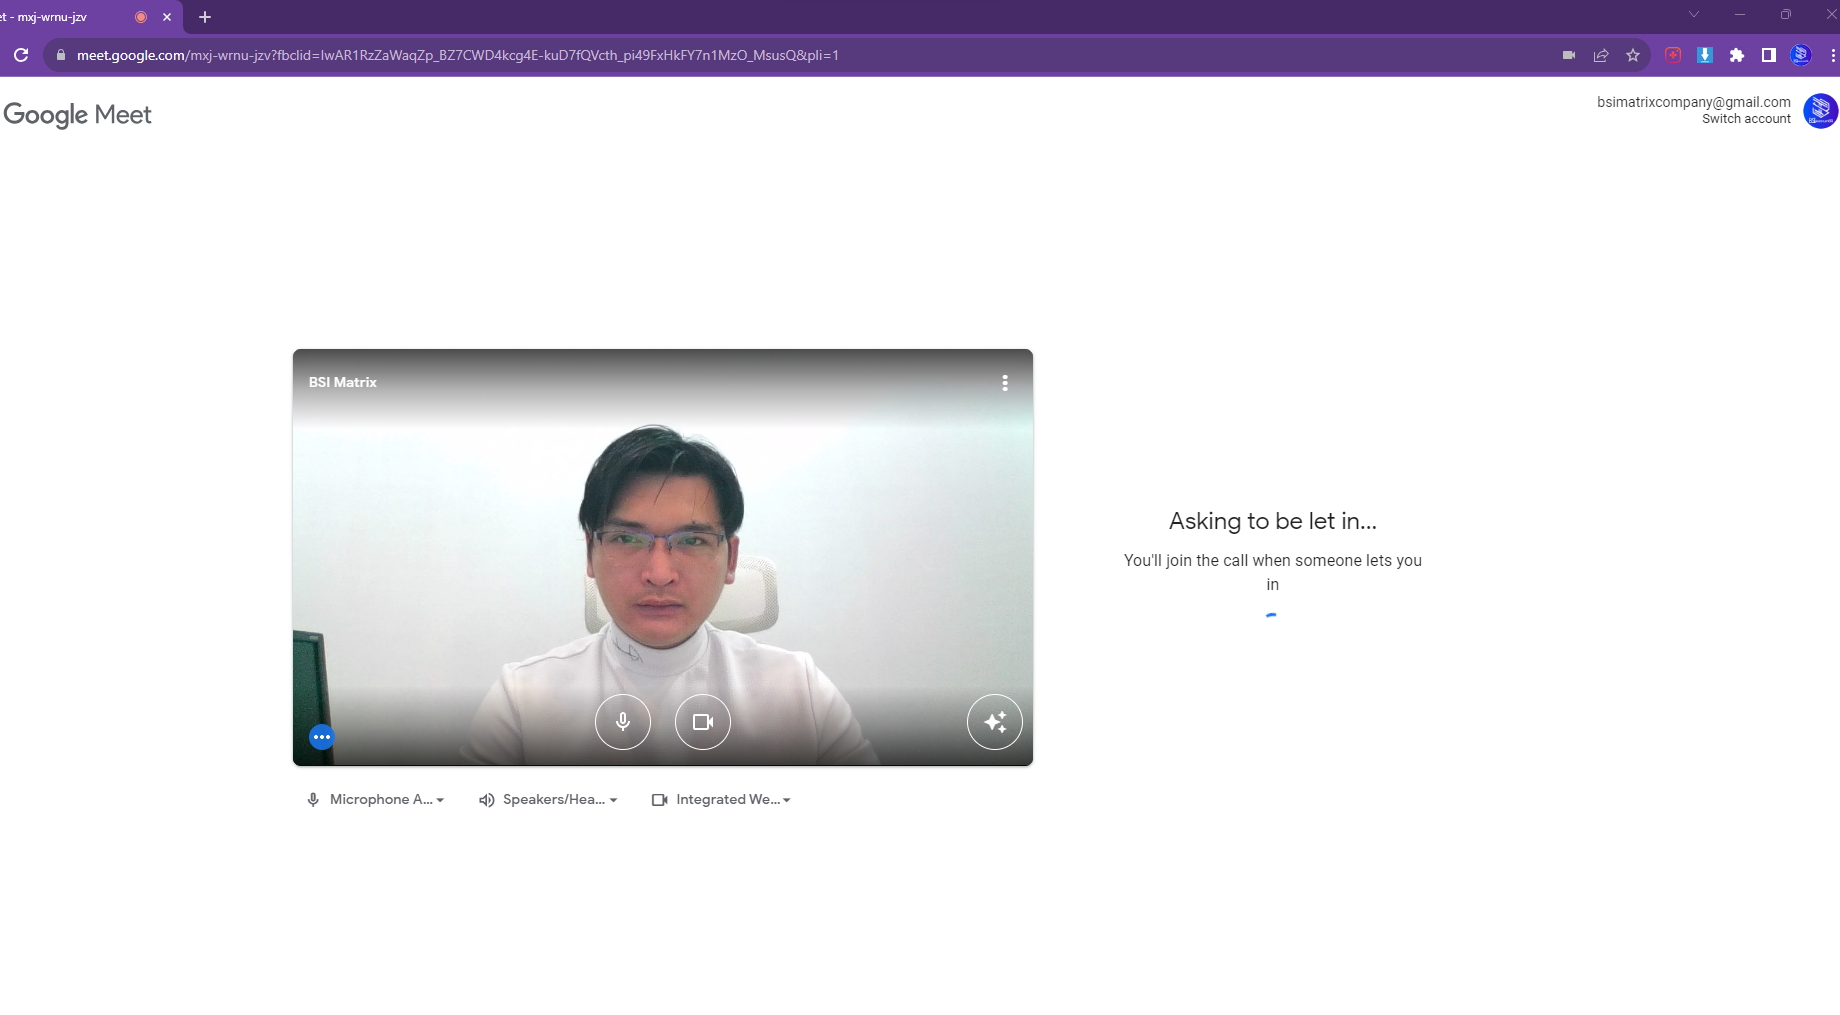 et - mxj-wrnu-jzv
meet.google.com/mxj-wrnu-jzv?fbclid=IwAR1RzZaWaqZp_BZ7CWD4kcg4E-kuD7fQVcth_pi49FxHkFY7n1MzO_MsusQ&pli=1
Google Meet
bsimatrixcompany@gmail.com
Switch account
BSI Matrix
Asking to be let in...
You'll join the call when someone lets you
in
Microphone A...
Speakers/Hea...
Integrated We...